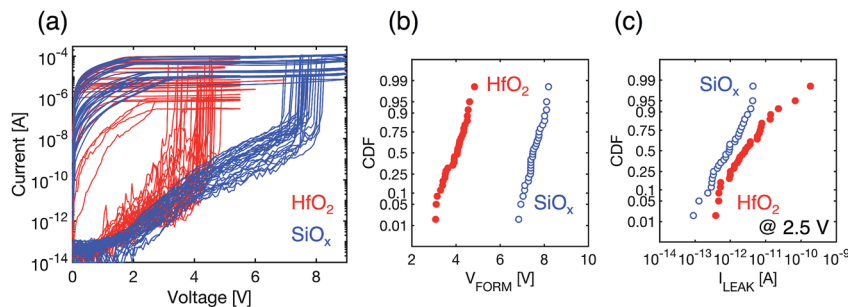 (a)
10⁻⁴
10⁻⁶
10⁻⁸
10⁻¹⁰
10⁻¹²
10⁻¹⁴
Current [A]
HfO₂
SiOₓ
0 2 4 6 8
Voltage [V]
(b)
0.99
0.95
0.9
0.75
0.5
0.25
0.1
0.05
0.01
CDF
HfO₂
SiOₓ
2 4 6 8 10
V_FORM [V]
(c)
0.99
0.95
0.9
0.75
0.5
0.25
0.1
0.05
0.01
CDF
SiOₓ
HfO₂
@ 2.5 V
10⁻¹⁴ 10⁻¹³ 10⁻¹² 10⁻¹¹ 10⁻¹⁰ 10⁻⁹
I_LEAK [A]